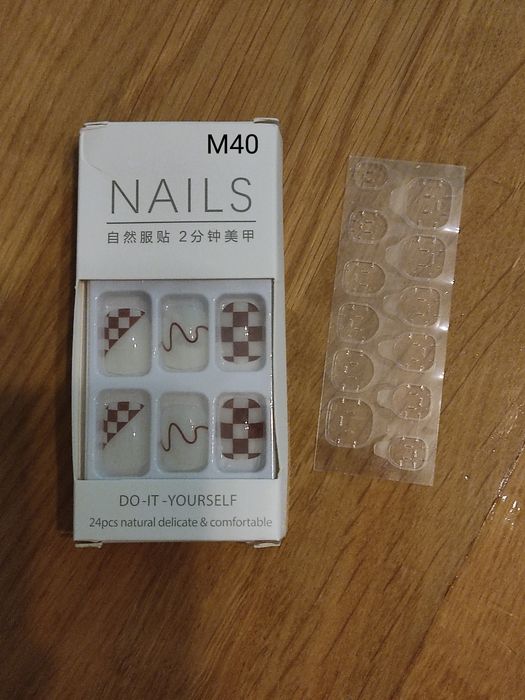 M40
NAILS
自然服贴 2分钟美甲
DO-IT-YOURSELF
24pcs natural delicate & comfortable